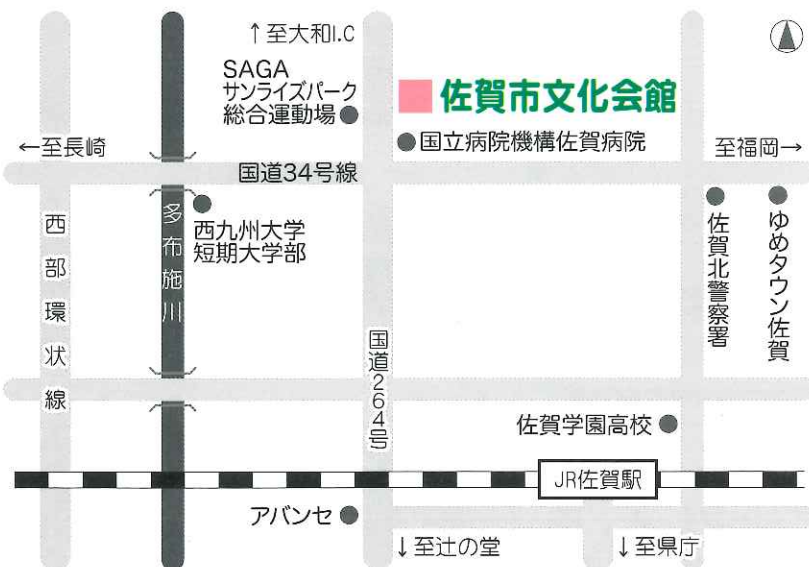 ↑至大和I.C
SAGA
サンライズパーク
総合運動場
佐賀市文化会館
国立病院機構佐賀病院
←至長崎
至福岡→
国道34号線
西九州大学
短期大学部
多布施川
西部環状線
佐賀北警察署
ゆめタウン佐賀
国道264号
佐賀学園高校
JR佐賀駅
アバンセ
↓至辻の堂
↓至県庁